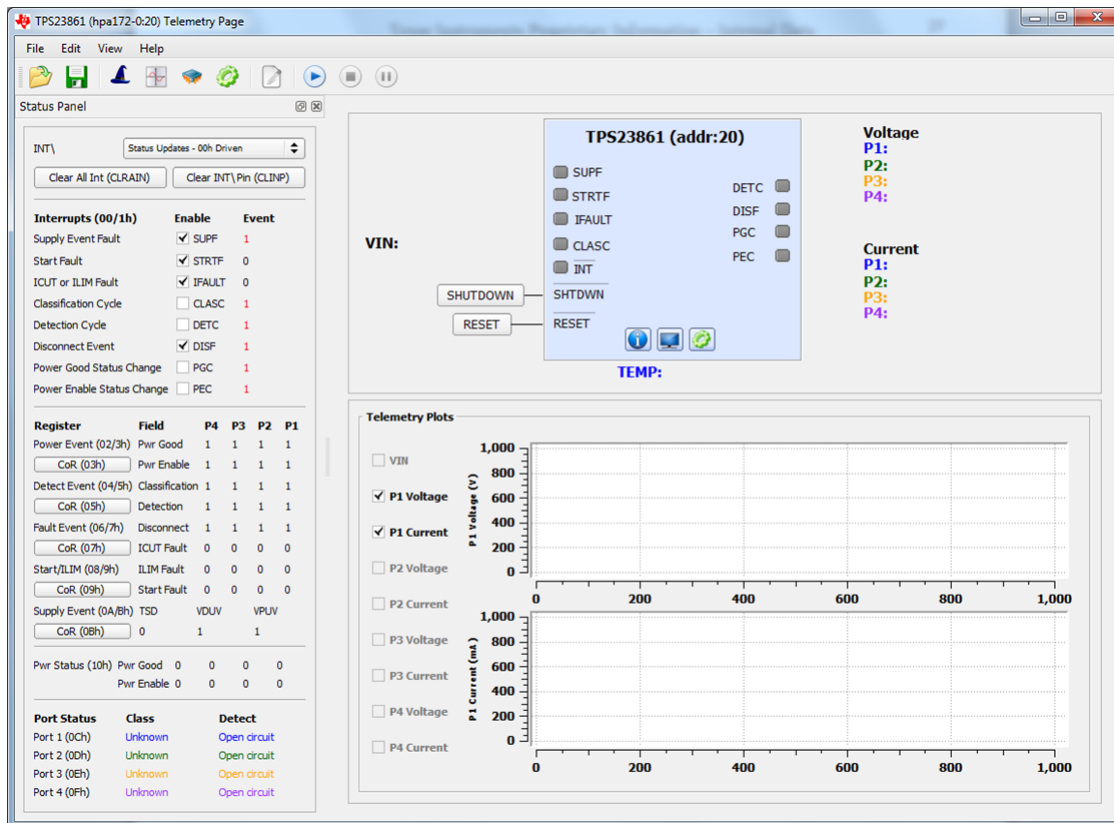 TPS23861 (hpa172-0:20) Telemetry Page
File Edit View Help
Status Panel
INT\ Status Updates - 00h Driven
Clear All Int (CLRAIN) Clear INT\ Pin (CLINP)
Interrupts (00/1h) Enable Event
Supply Event Fault SUPF 1
Start Fault STRTF 0
ICUT or ILIM Fault IFAULT 0
Classification Cycle CLASC 1
Detection Cycle DETC 1
Disconnect Event DISF 1
Power Good Status Change PGC 1
Power Enable Status Change PEC 1
Register Field P4 P3 P2 P1
Power Event (02/3h) Pwr Good 1 1 1 1
CoR (03h) Pwr Enable 1 1 1 1
Detect Event (04/5h) Classification 1 1 1 1
CoR (05h) Detection 1 1 1 1
Fault Event (06/7h) Disconnect 1 1 1 1
CoR (07h) ICUT Fault 0 0 0 0
Start/ILIM (08/9h) ILIM Fault 0 0 0 0
CoR (09h) Start Fault 0 0 0 0
Supply Event (0A/Bh) TSD VDUV VPUV
CoR (0Bh) 0 1 1
Pwr Status (10h) Pwr Good 0 0 0 0
Pwr Enable 0 0 0 0
Port Status Class Detect
Port 1 (0Ch) Unknown Open circuit
Port 2 (0Dh) Unknown Open circuit
Port 3 (0Eh) Unknown Open circuit
Port 4 (0Fh) Unknown Open circuit
TPS23861 (addr:20)
SUPF
STRTF
IFAULT
CLASC
INT
SHTDWN
RESET
DETC
DISF
PGC
PEC
VIN:
SHUTDOWN
RESET
TEMP:
Voltage
P1:
P2:
P3:
P4:
Current
P1:
P2:
P3:
P4:
Telemetry Plots
VIN
P1 Voltage
P1 Current
P2 Voltage
P2 Current
P3 Voltage
P3 Current
P4 Voltage
P4 Current
P1 Voltage (V)
1,000
800
600
400
200
0
0 200 400 600 800 1,000
P1 Current (mA)
1,000
800
600
400
200
0
0 200 400 600 800 1,000